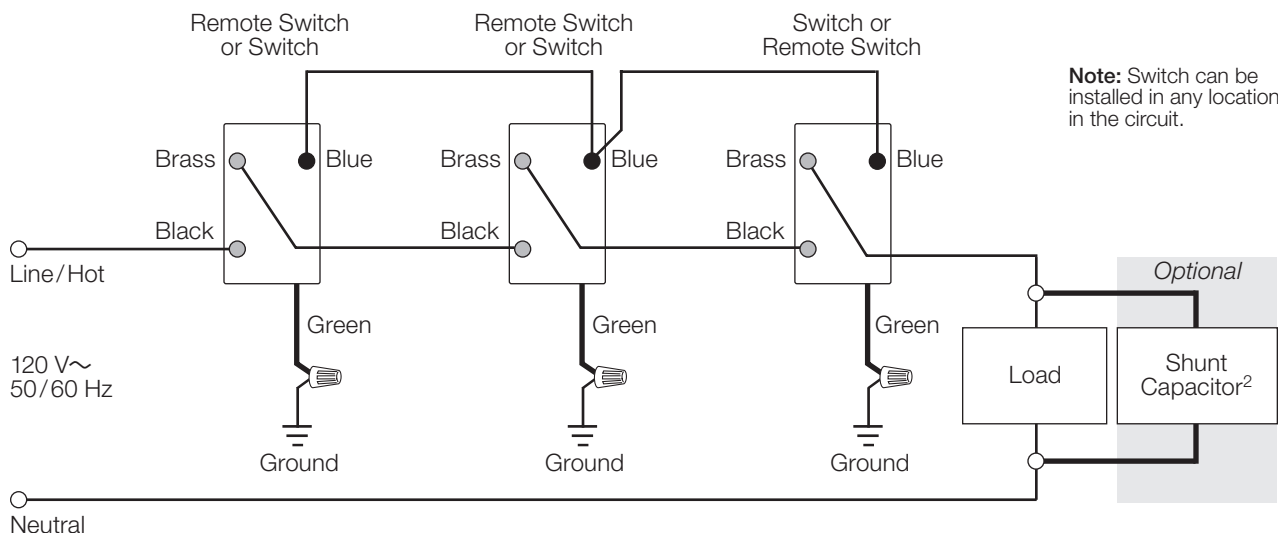 Remote Switch
or Switch
Remote Switch
or Switch
Switch or
Remote Switch
Note: Switch can be
installed in any location
in the circuit.
Brass
Blue
Brass
Blue
Brass
Blue
Black
Black
Black
Line/Hot
Optional
Green
Green
Green
120 V~
50/60 Hz
Load
Shunt
Capacitor²
Ground
Ground
Ground
Neutral